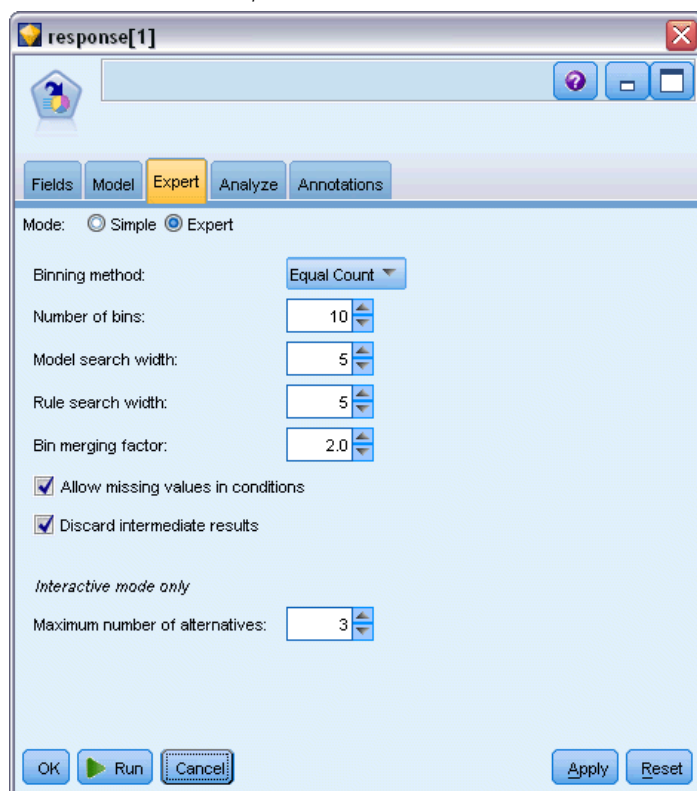 response[1]
Fields Model Expert Analyze Annotations
Mode: Simple Expert
Binning method: Equal Count
Number of bins: 10
Model search width: 5
Rule search width: 5
Bin merging factor: 2.0
Allow missing values in conditions
Discard intermediate results
Interactive mode only
Maximum number of alternatives: 3
OK Run Cancel Apply Reset